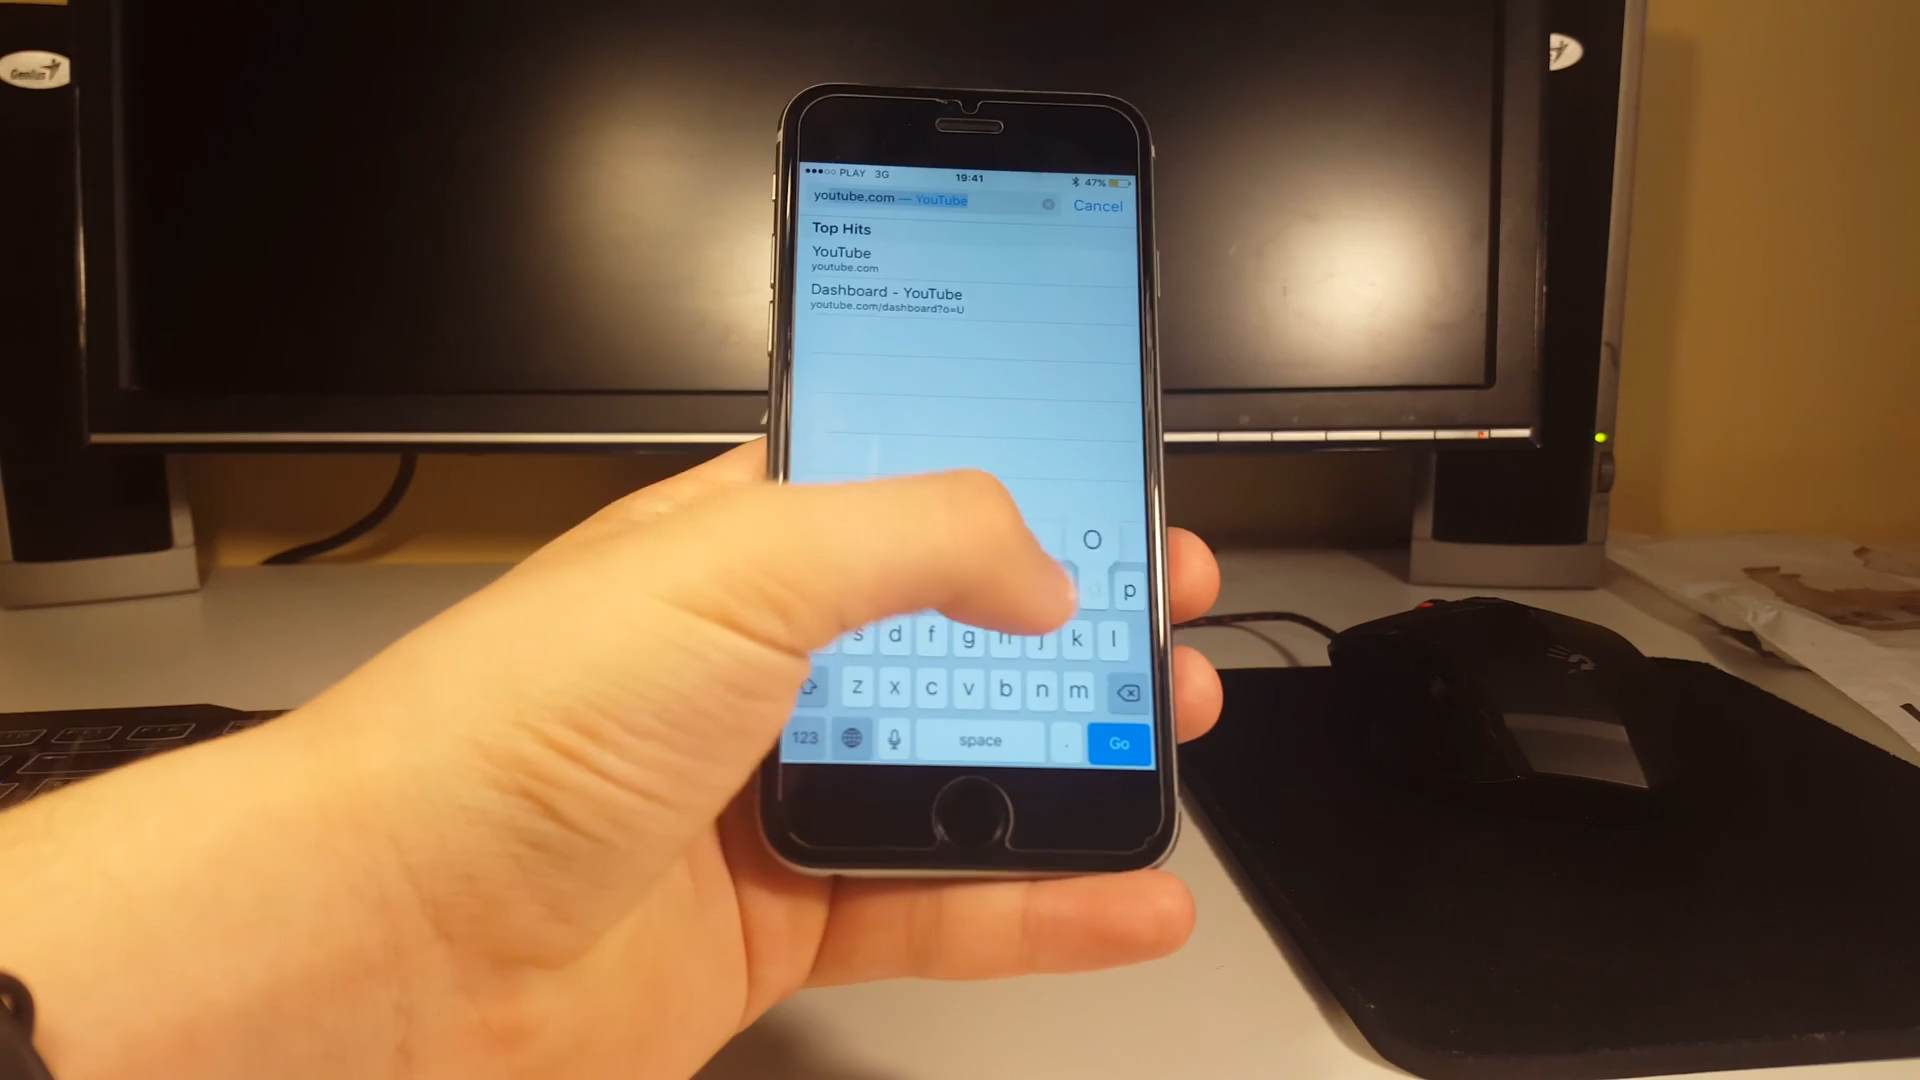 Genius
PLAY 3G 19:41 47%
youtube.com — YouTube Cancel
Top Hits
YouTube
youtube.com
Dashboard - YouTube
youtube.com/dashboard?o=U
O
p
s d f g h j k l
z x c v b n m
123 space . Go